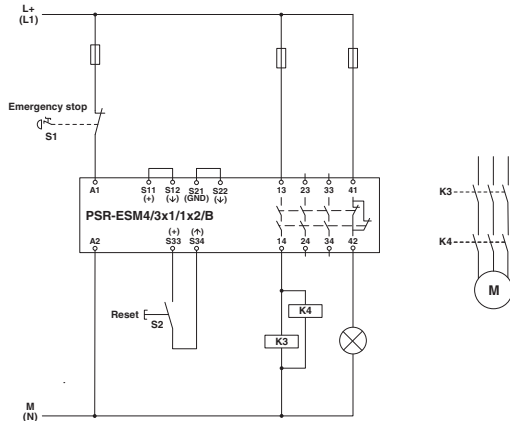 L+
(L1)
Emergency stop
S1
A1 S11 S12 S21 S22 13 23 33 41
(+) (↓) (GND) (↓)
PSR-ESM4/3x1/1x2/B
(+) (↑)
A2 S33 S34 14 24 34 42
K3
K4
M
Reset
S2
K4
K3
M
(N)